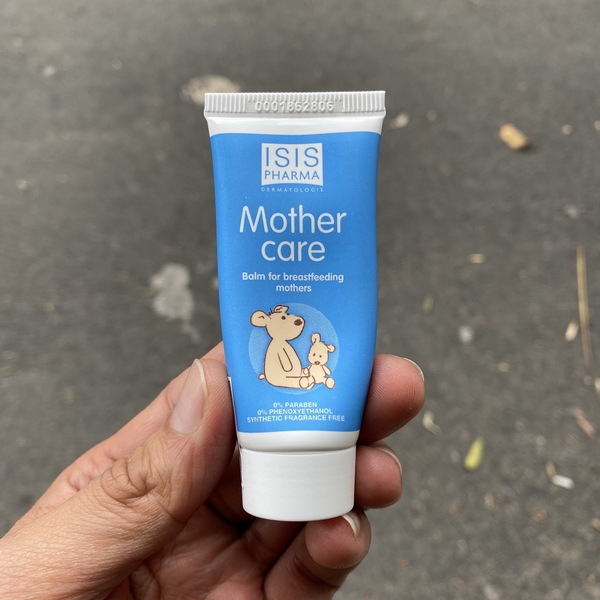 0001862806
ISIS
PHARMA
DERMATOLOGIE
Mother
care
Balm for breastfeeding
mothers
0% PARABEN
0% PHENOXYETHANOL
SYNTHETIC FRAGRANCE FREE